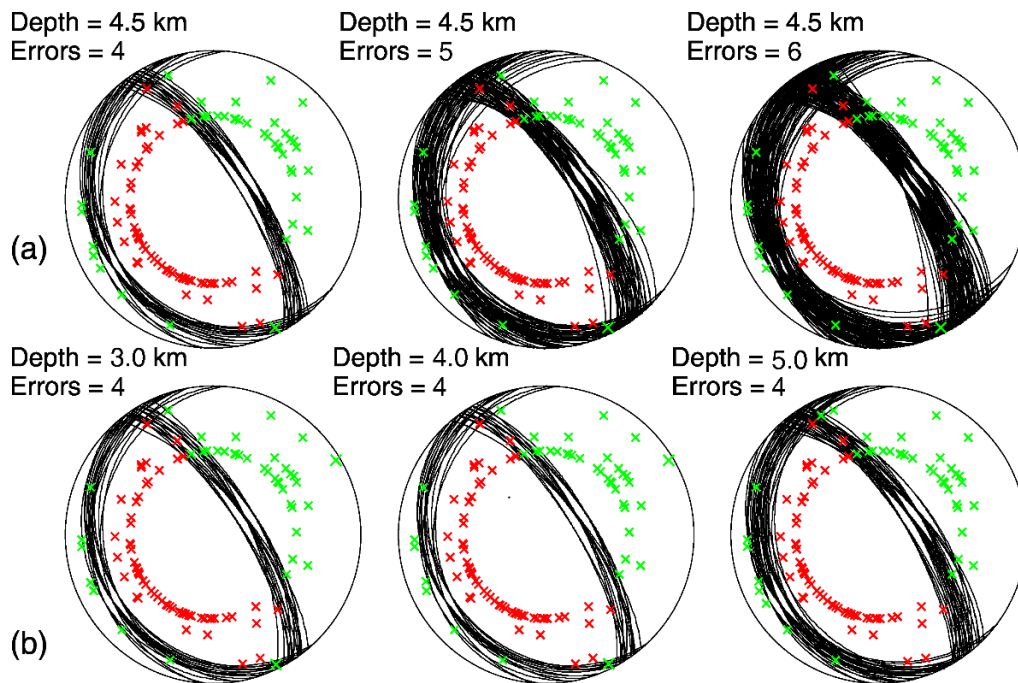 Depth = 4.5 km
Errors = 4
Depth = 4.5 km
Errors = 5
Depth = 4.5 km
Errors = 6
(a)
Depth = 3.0 km
Errors = 4
Depth = 4.0 km
Errors = 4
Depth = 5.0 km
Errors = 4
(b)